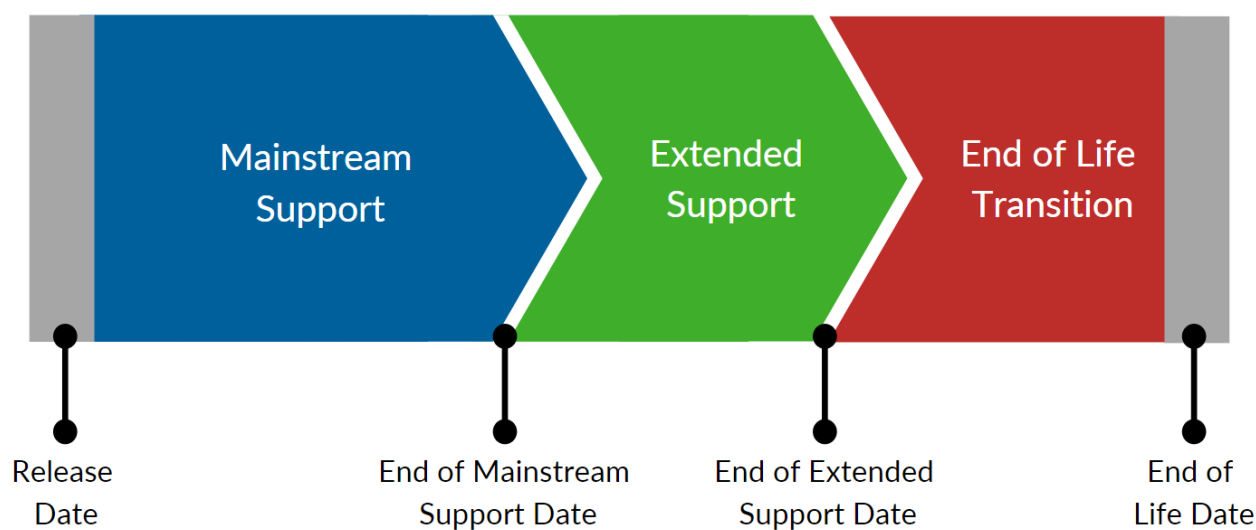 Mainstream
Support
Extended
Support
End of Life
Transition
Release
Date
End of Mainstream
Support Date
End of Extended
Support Date
End of
Life Date